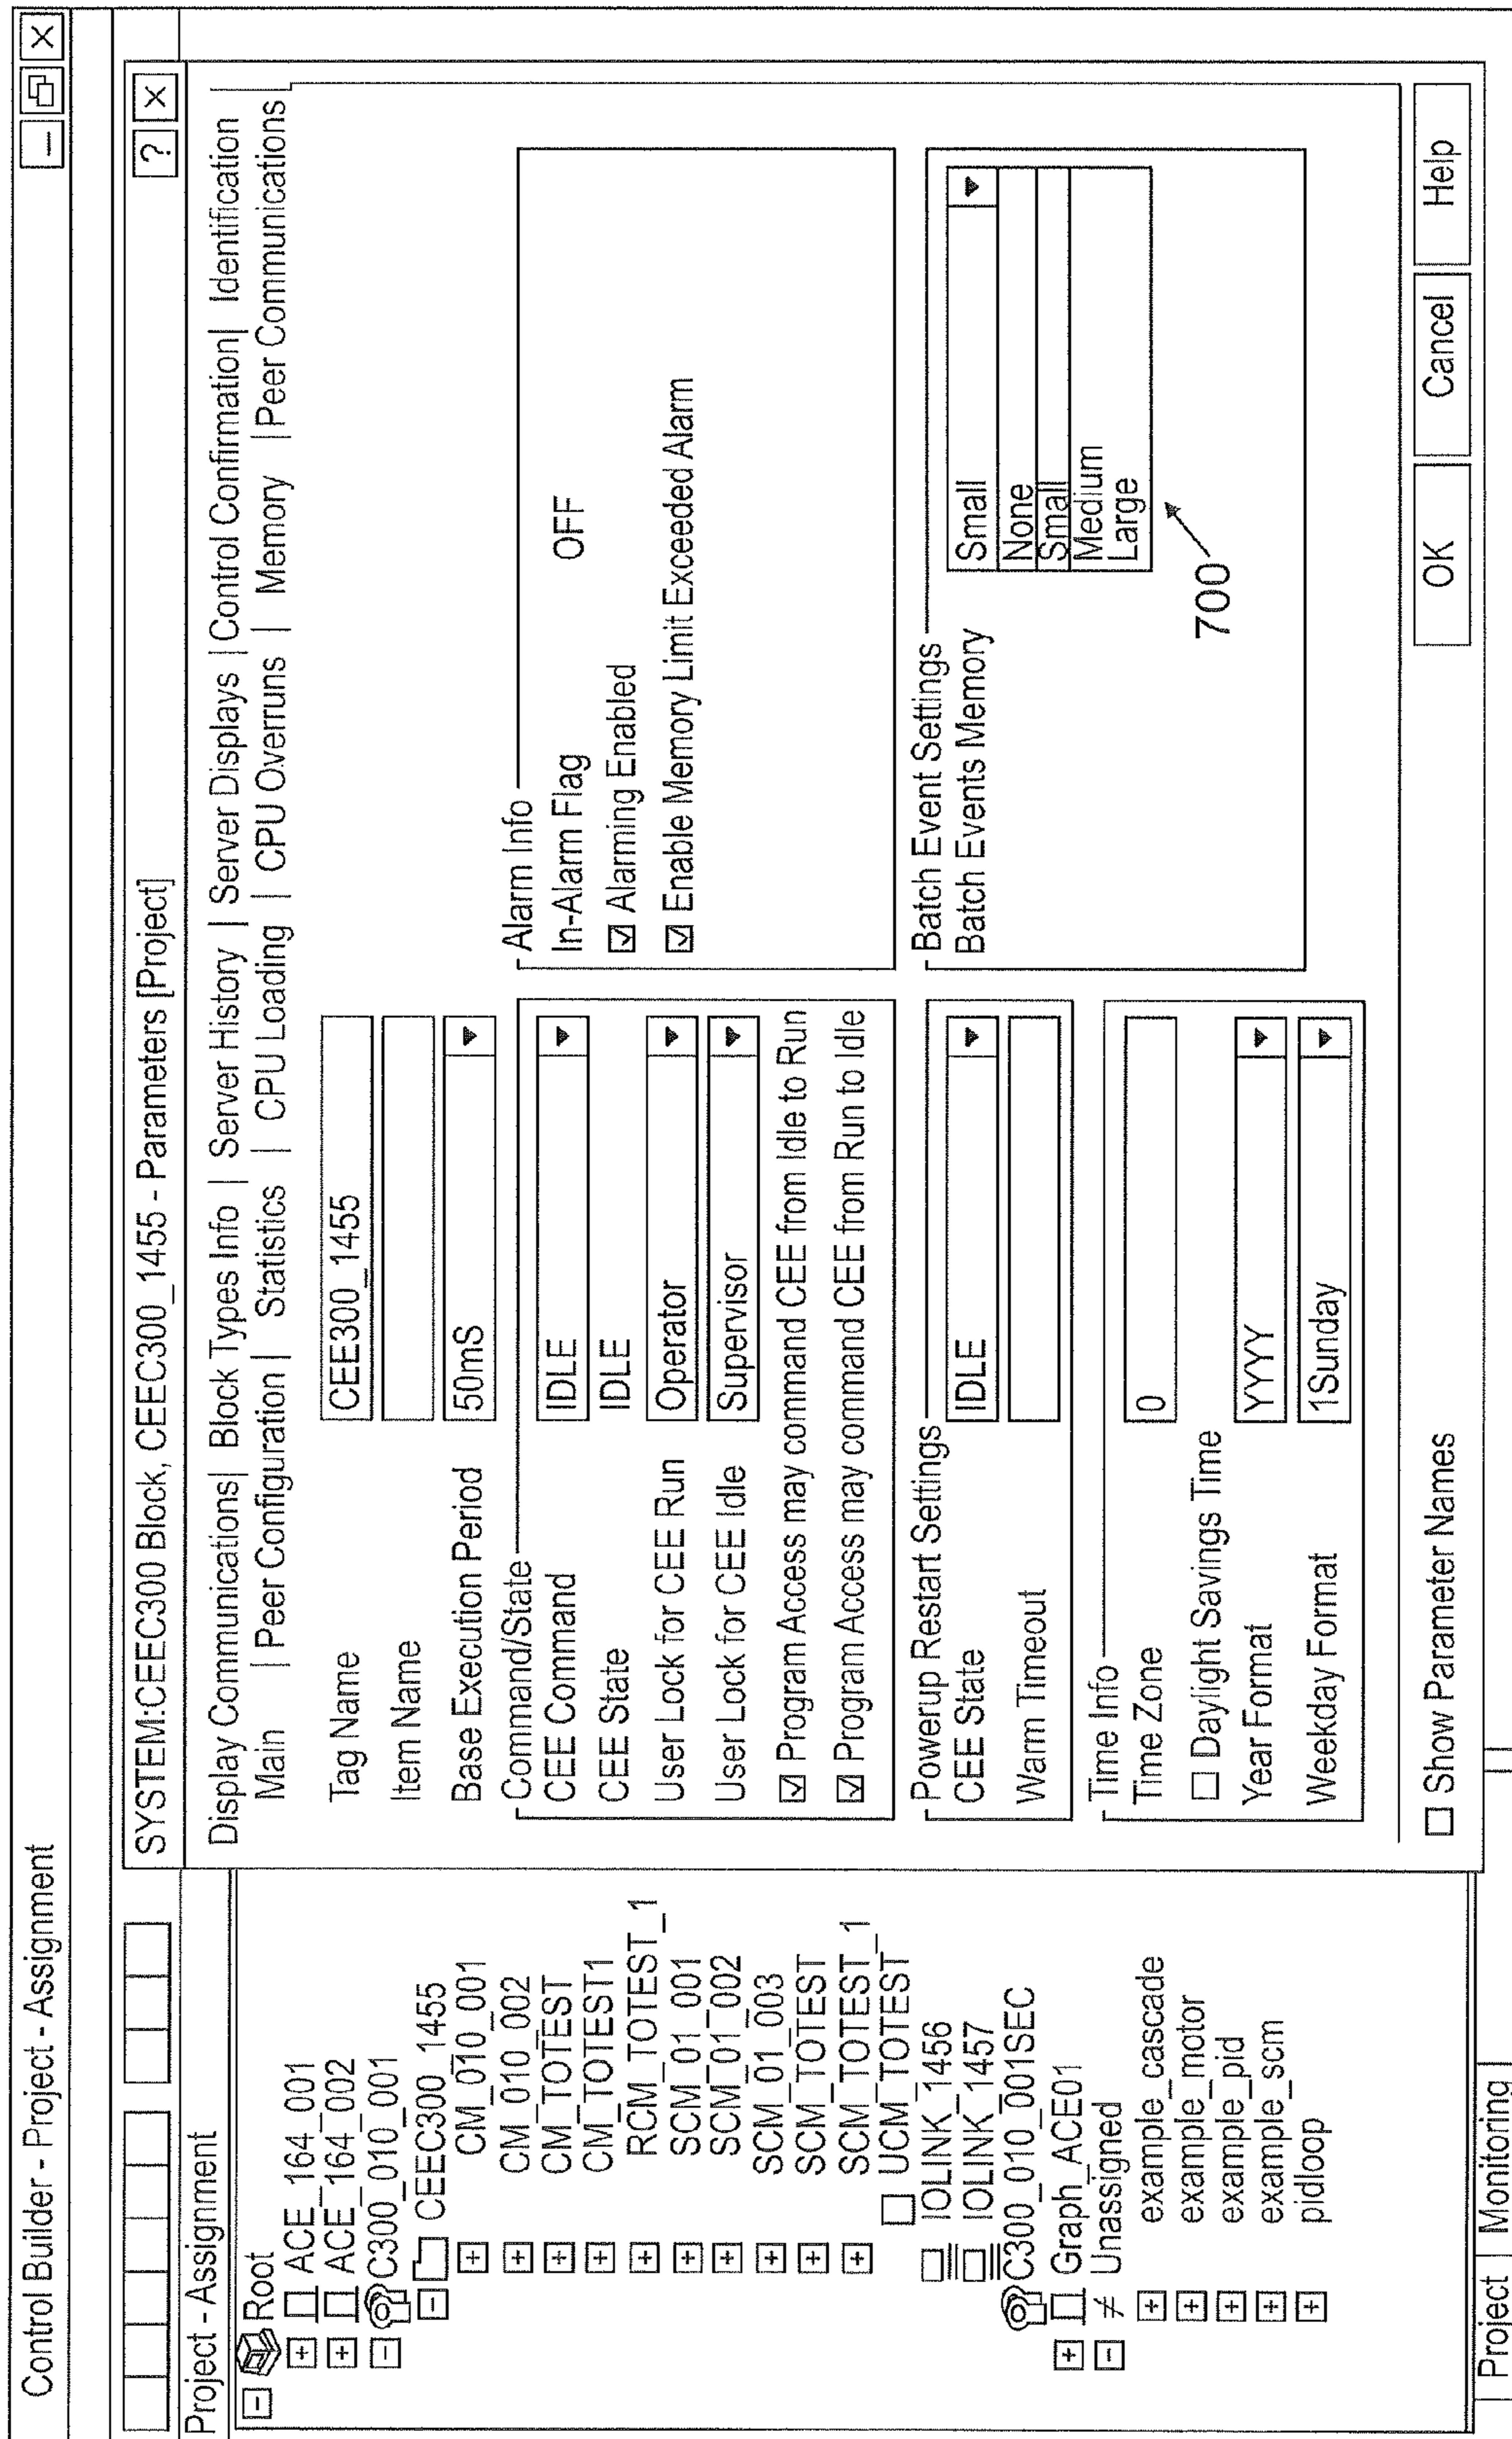 Control Builder - Project - Assignment
Project - Assignment
Root
ACE_164_001
ACE_164_002
C300_010_001
CEEC300_1455
CM_010_001
CM_010_002
CM_TOTEST
CM_TOTEST1
RCM_TOTEST_1
SCM_01_001
SCM_01_002
SCM_01_003
SCM_TOTEST
SCM_TOTEST_1
UCM_TOTEST
IOLINK_1456
IOLINK_1457
C300_010_001SEC
Graph_ACE01
Unassigned
example_cascade
example_motor
example_pid
example_scm
pidloop
Project | Monitoring
SYSTEM:CEEC300 Block, CEEC300_1455 - Parameters [Project]
? X
Display Communications| Block Types Info | Server History | Server Displays |Control Confirmation| Identification
Main |Peer Configuration| Statistics | CPU Loading | CPU Overruns | Memory |Peer Communications
Tag Name CEE300_1455
Item Name
Base Execution Period 50mS
Command/State
CEE Command IDLE
CEE State IDLE
User Lock for CEE Run Operator
User Lock for CEE Idle Supervisor
Program Access may command CEE from Idle to Run
Program Access may command CEE from Run to Idle
Powerup Restart Settings
CEE State IDLE
Warm Timeout
Time Info
Time Zone 0
Daylight Savings Time
Year Format YYYY
Weekday Format 1Sunday
Alarm Info
In-Alarm Flag OFF
Alarming Enabled
Enable Memory Limit Exceeded Alarm
Batch Event Settings
Batch Events Memory Small
None
Small
Medium
Large
700
Show Parameter Names
OK Cancel Help